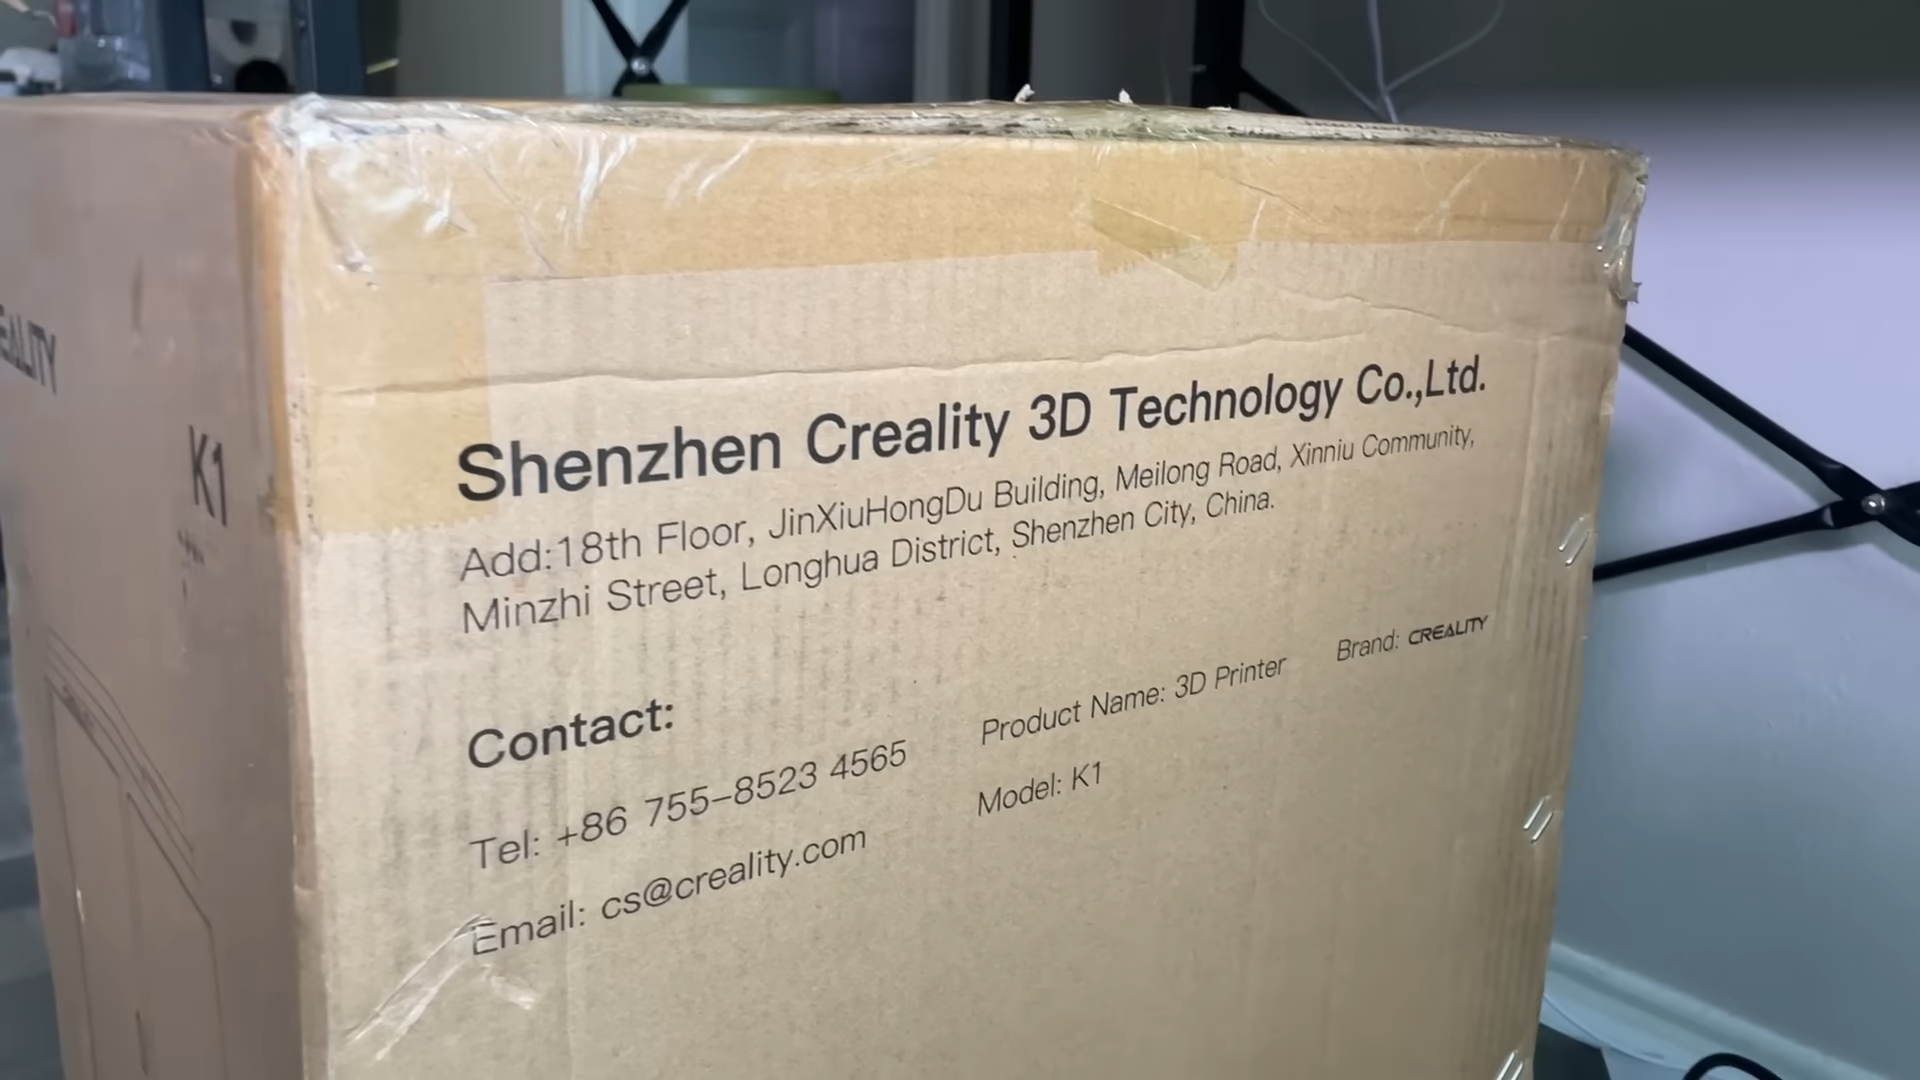 CREALITY
K1
Shenzhen Creality 3D Technology Co.,Ltd.
Add:18th Floor, JinXiuHongDu Building, Meilong Road, Xinniu Community,
Minzhi Street, Longhua District, Shenzhen City, China.
Contact:
Tel: +86 755-8523 4565
Email: cs@creality.com
Product Name: 3D Printer
Brand: CREALITY
Model: K1